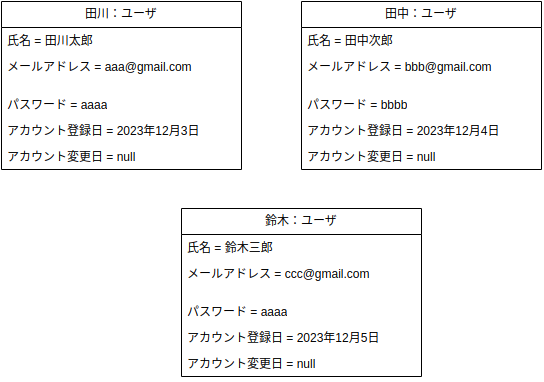 田川：ユーザ
氏名 = 田川太郎
メールアドレス = aaa@gmail.com
パスワード = aaaa
アカウント登録日 = 2023年12月3日
アカウント変更日 = null
田中：ユーザ
氏名 = 田中次郎
メールアドレス = bbb@gmail.com
パスワード = bbbb
アカウント登録日 = 2023年12月4日
アカウント変更日 = null
鈴木：ユーザ
氏名 = 鈴木三郎
メールアドレス = ccc@gmail.com
パスワード = aaaa
アカウント登録日 = 2023年12月5日
アカウント変更日 = null